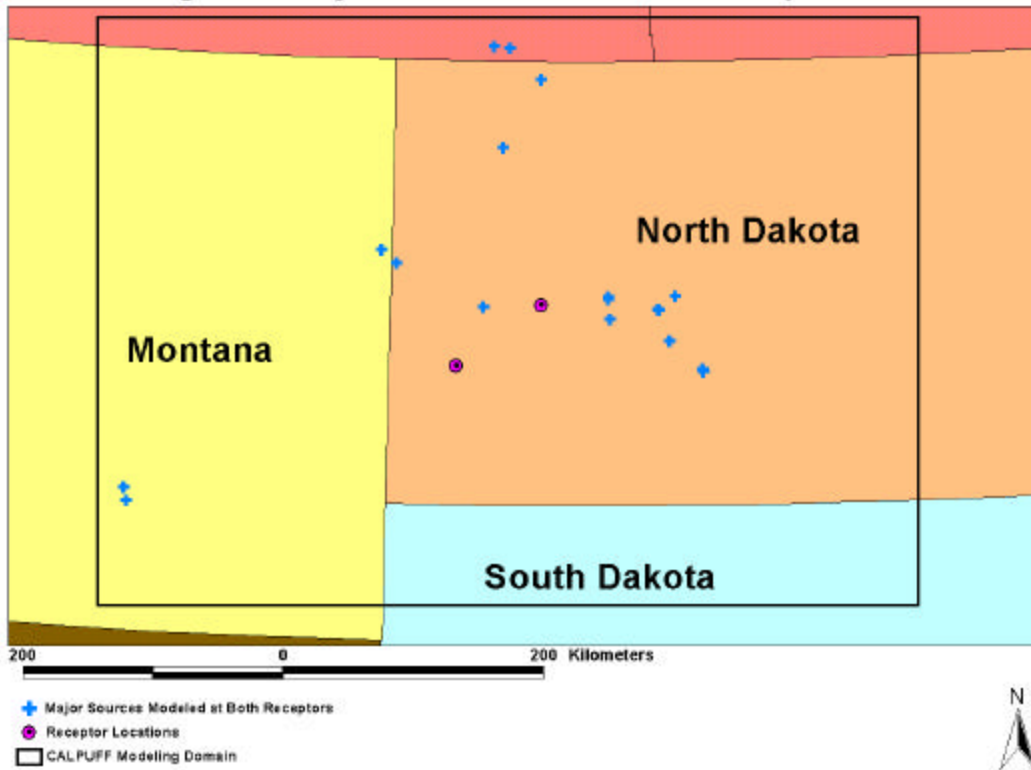 North Dakota
Montana
South Dakota
200 0 200 Kilometers
Major Sources Modeled at Both Receptors
Receptor Locations
CALPUFF Modeling Domain
N